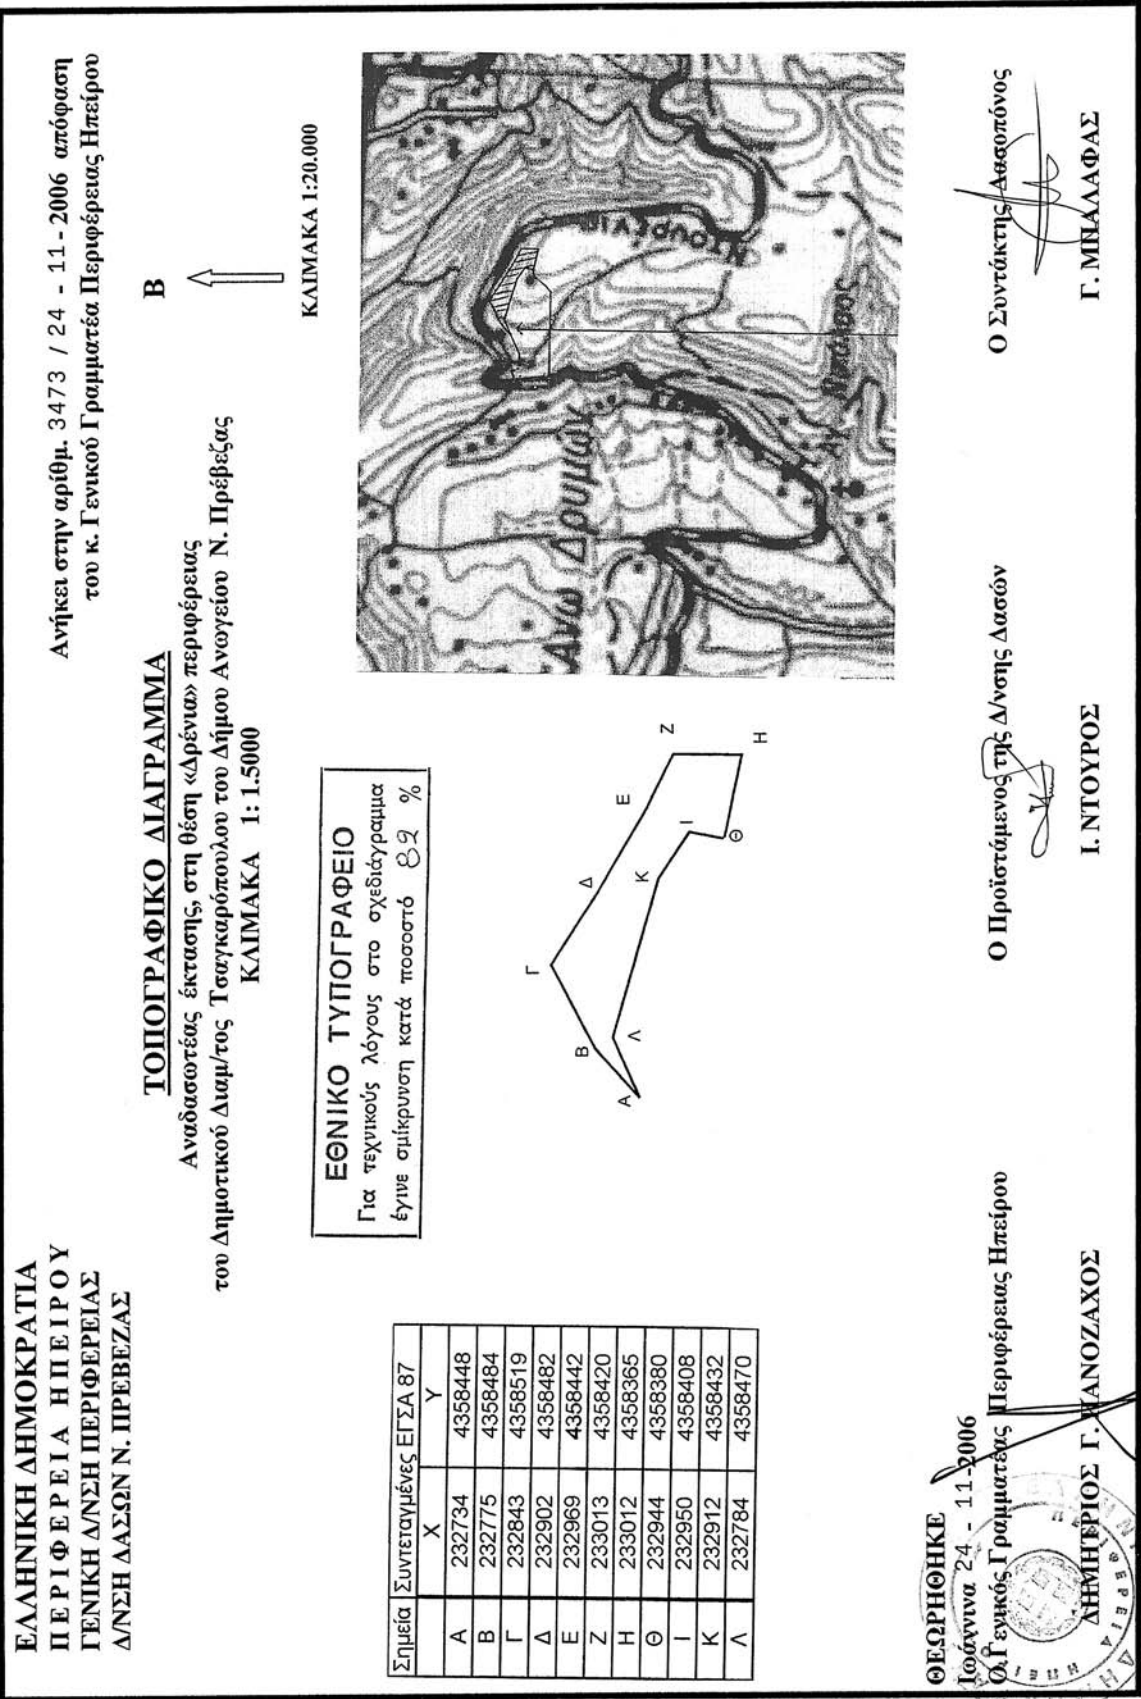 ΕΛΛΗΝΙΚΗ ΔΗΜΟΚΡΑΤΙΑ
ΠΕΡΙΦΕΡΕΙΑ ΗΠΕΙΡΟΥ
ΓΕΝΙΚΗ Δ/ΝΣΗ ΠΕΡΙΦΕΡΕΙΑΣ
Δ/ΝΣΗ ΔΑΣΩΝ Ν. ΠΡΕΒΕΖΑΣ
Ανήκει στην αρίθμ. 3473 / 24 - 11 - 2006 απόφαση
του κ. Γενικού Γραμματέα Περιφέρειας Ηπείρου
ΤΟΠΟΓΡΑΦΙΚΟ ΔΙΑΓΡΑΜΜΑ
Αναδασωτέας έκτασης, στη θέση «Δρένια» περιφέρειας
του Δημοτικού Διαμ/τος Τσαγκαρόπουλου του Δήμου Ανωγείου Ν. Πρέβεζας
ΚΛΙΜΑΚΑ 1: 1.5000
Β
ΚΛΙΜΑΚΑ 1:20.000
ΕΘΝΙΚΟ ΤΥΠΟΓΡΑΦΕΙΟ
Για τεχνικούς λόγους στο σχεδιάγραμμα
έγινε σμίκρυνση κατά ποσοστό 82 %
Σημεία Συντεταγμένες ΕΓΣΑ 87
Χ Υ
Α 232734 4358448
Β 232775 4358484
Γ 232843 4358519
Δ 232902 4358482
Ε 232969 4358442
Ζ 233013 4358420
Η 233012 4358365
Θ 232944 4358380
Ι 232950 4358408
Κ 232912 4358432
Λ 232784 4358470
Α
Β
Γ
Δ
Ε
Ζ
Η
Θ
Ι
Κ
Λ
Ανω Δρυμών
ΝΤΟΥΡΕΝΙΑ
ΘΕΩΡΗΘΗΚΕ
Ιωάννινα 24 - 11-2006
Ο Γενικός Γραμματέας Περιφέρειας Ηπείρου
ΔΗΜΗΤΡΙΟΣ Γ. ΠΑΝΟΖΑΧΟΣ
Ο Προϊστάμενος της Δ/νσης Δασών
Ι. ΝΤΟΥΡΟΣ
Ο Συντάκτης Δασοπόνος
Γ. ΜΠΑΛΑΦΑΣ